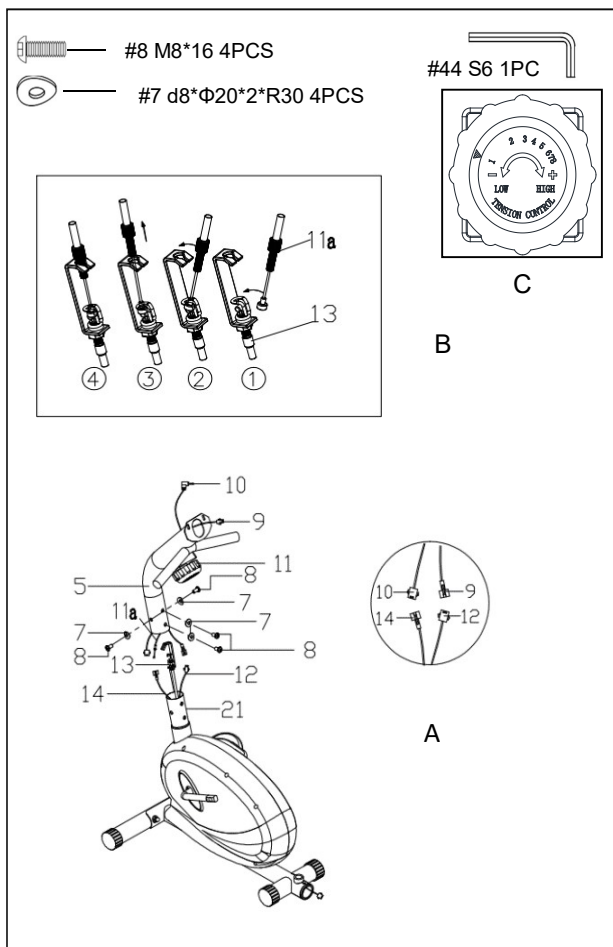 #8 M8*16 4PCS
#7 d8*Φ20*2*R30 4PCS
#44 S6 1PC
1 2 3 4 5 6 7 8
− +
LOW HIGH
TENSION CONTROL
C
11a
13
④ ③ ② ①
B
10
9
11
5
8
7
11a
7
7
8
8
13
12
14
21
10
9
14
12
A